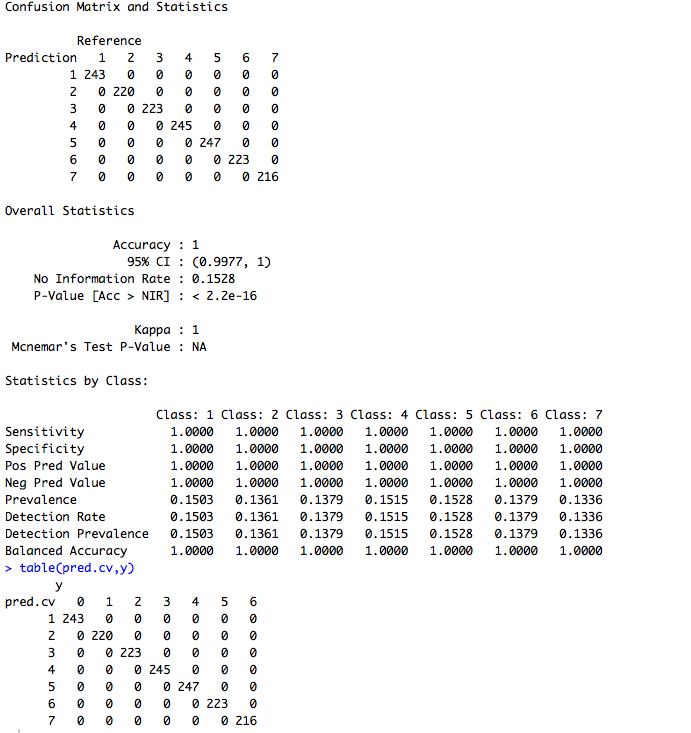 Confusion Matrix and Statistics

          Reference
Prediction   1   2   3   4   5   6   7
         1 243   0   0   0   0   0   0
         2   0 220   0   0   0   0   0
         3   0   0 223   0   0   0   0
         4   0   0   0 245   0   0   0
         5   0   0   0   0 247   0   0
         6   0   0   0   0   0 223   0
         7   0   0   0   0   0   0 216

Overall Statistics

               Accuracy : 1
                 95% CI : (0.9977, 1)
    No Information Rate : 0.1528
    P-Value [Acc > NIR] : < 2.2e-16

                  Kappa : 1
 Mcnemar's Test P-Value : NA

Statistics by Class:

                     Class: 1 Class: 2 Class: 3 Class: 4 Class: 5 Class: 6 Class: 7
Sensitivity            1.0000   1.0000   1.0000   1.0000   1.0000   1.0000   1.0000
Specificity            1.0000   1.0000   1.0000   1.0000   1.0000   1.0000   1.0000
Pos Pred Value         1.0000   1.0000   1.0000   1.0000   1.0000   1.0000   1.0000
Neg Pred Value         1.0000   1.0000   1.0000   1.0000   1.0000   1.0000   1.0000
Prevalence             0.1503   0.1361   0.1379   0.1515   0.1528   0.1379   0.1336
Detection Rate         0.1503   0.1361   0.1379   0.1515   0.1528   0.1379   0.1336
Detection Prevalence   0.1503   0.1361   0.1379   0.1515   0.1528   0.1379   0.1336
Balanced Accuracy      1.0000   1.0000   1.0000   1.0000   1.0000   1.0000   1.0000
> table(pred.cv,y)
       y
pred.cv   0   1   2   3   4   5   6
      1 243   0   0   0   0   0   0
      2   0 220   0   0   0   0   0
      3   0   0 223   0   0   0   0
      4   0   0   0 245   0   0   0
      5   0   0   0   0 247   0   0
      6   0   0   0   0   0 223   0
      7   0   0   0   0   0   0 216